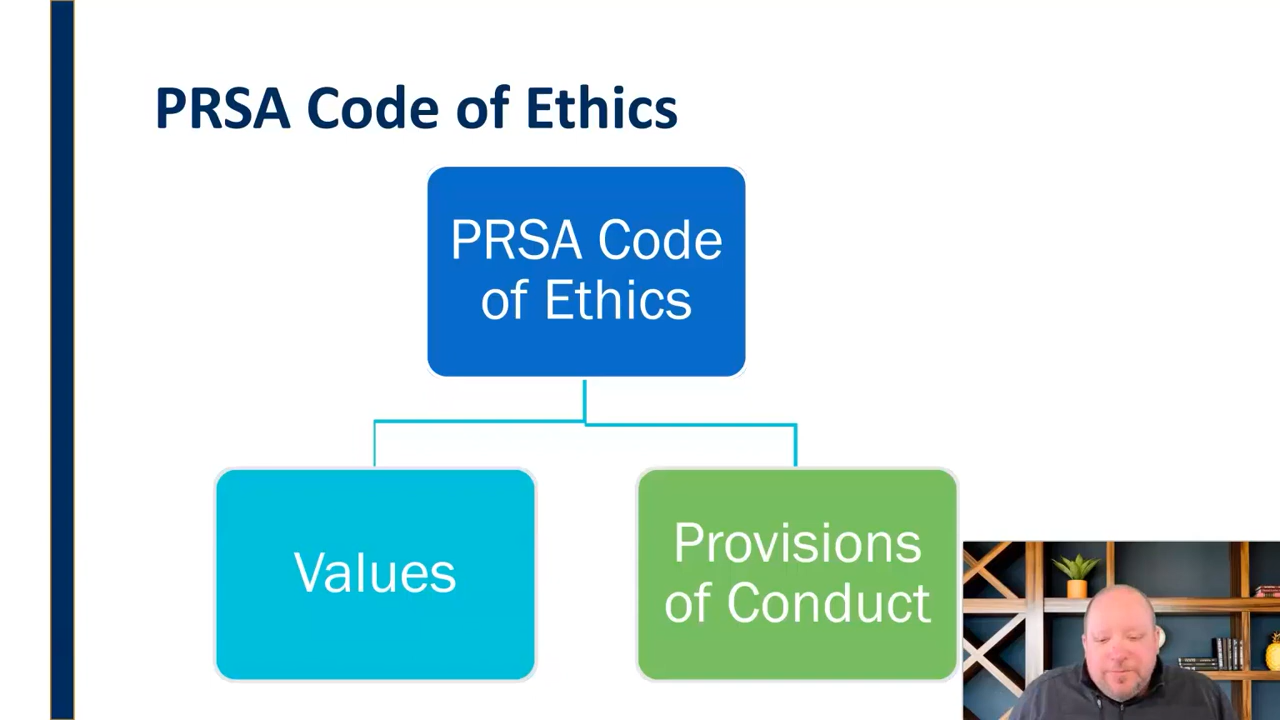 PRSA Code of Ethics
PRSA Code
of Ethics
Values
Provisions
of Conduct